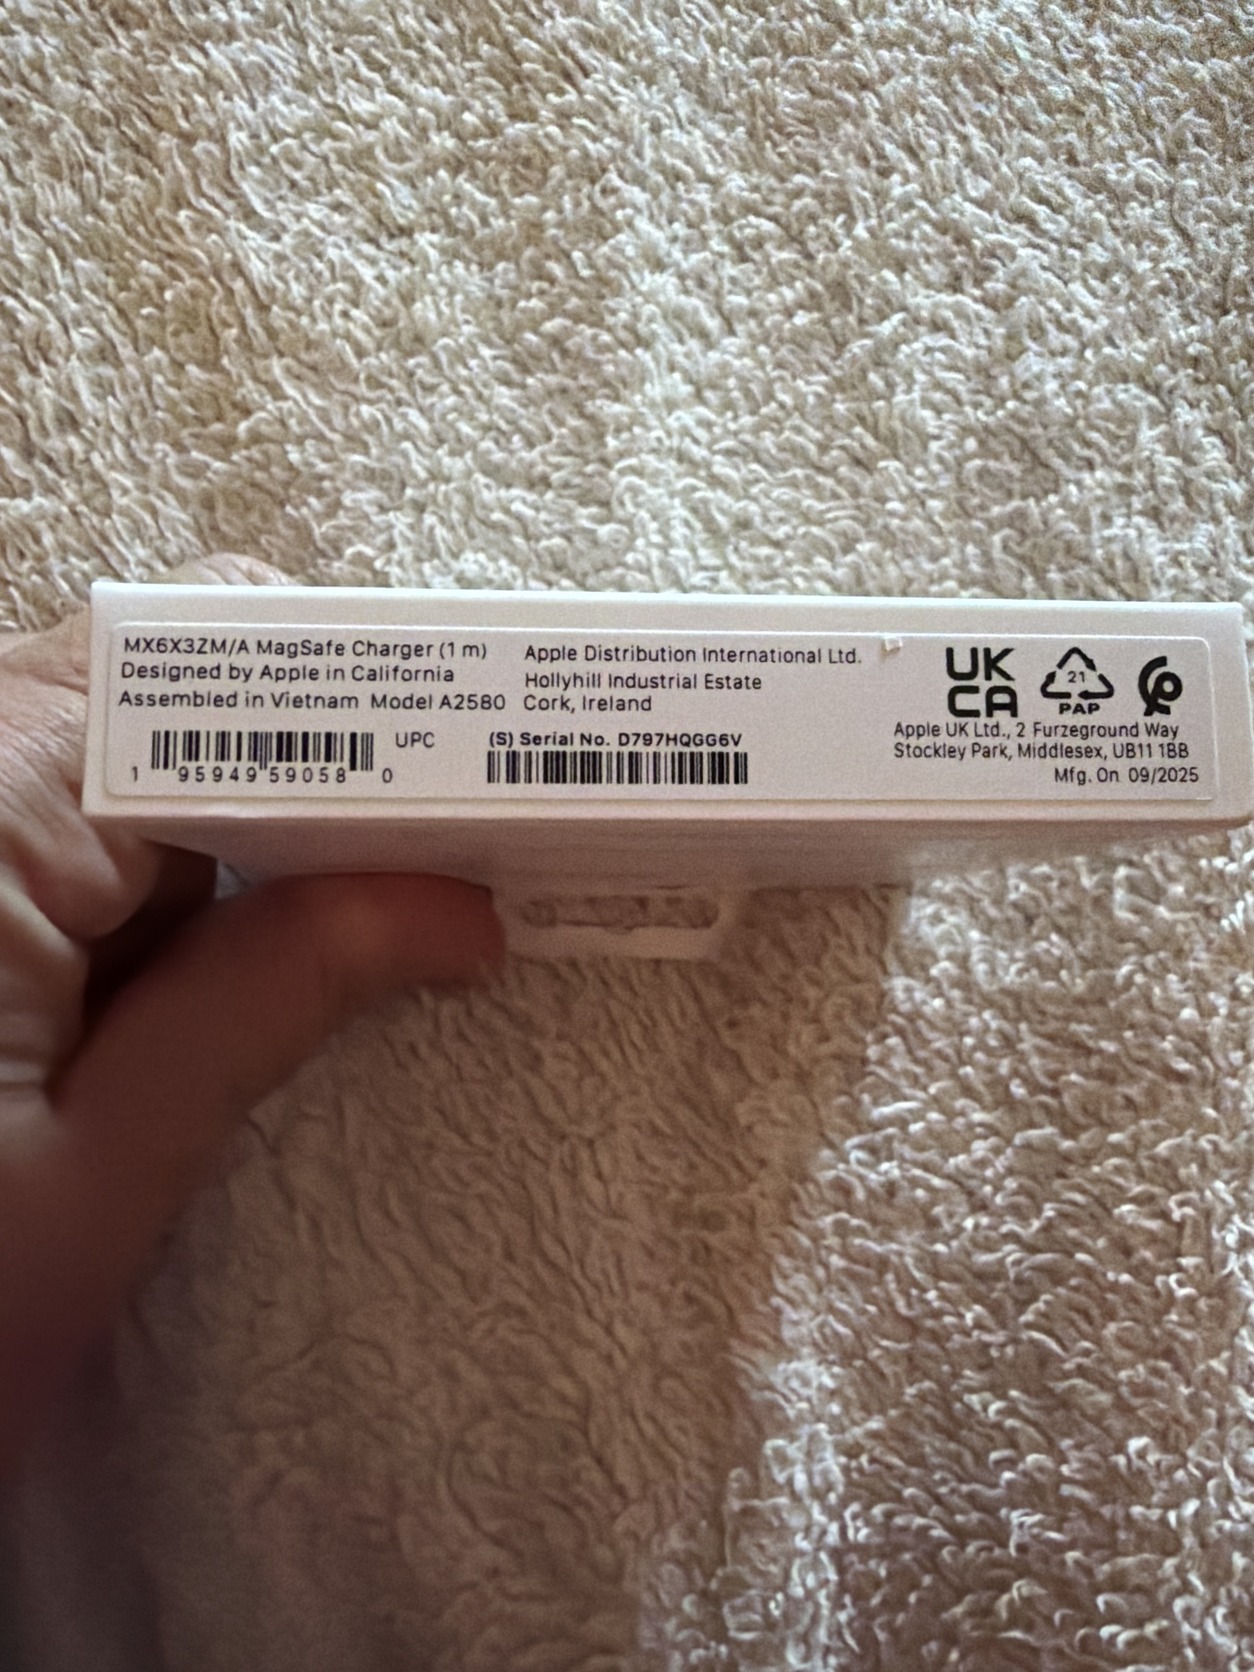 MX6X3ZM/A MagSafe Charger (1 m)
Designed by Apple in California
Assembled in Vietnam Model A2580
UPC
1 95949 59058 0
Apple Distribution International Ltd.
Hollyhill Industrial Estate
Cork, Ireland
(S) Serial No. D797HQGG6V
UK
CA
21
PAP
Apple UK Ltd., 2 Furzeground Way
Stockley Park, Middlesex, UB11 1BB
Mfg. On 09/2025